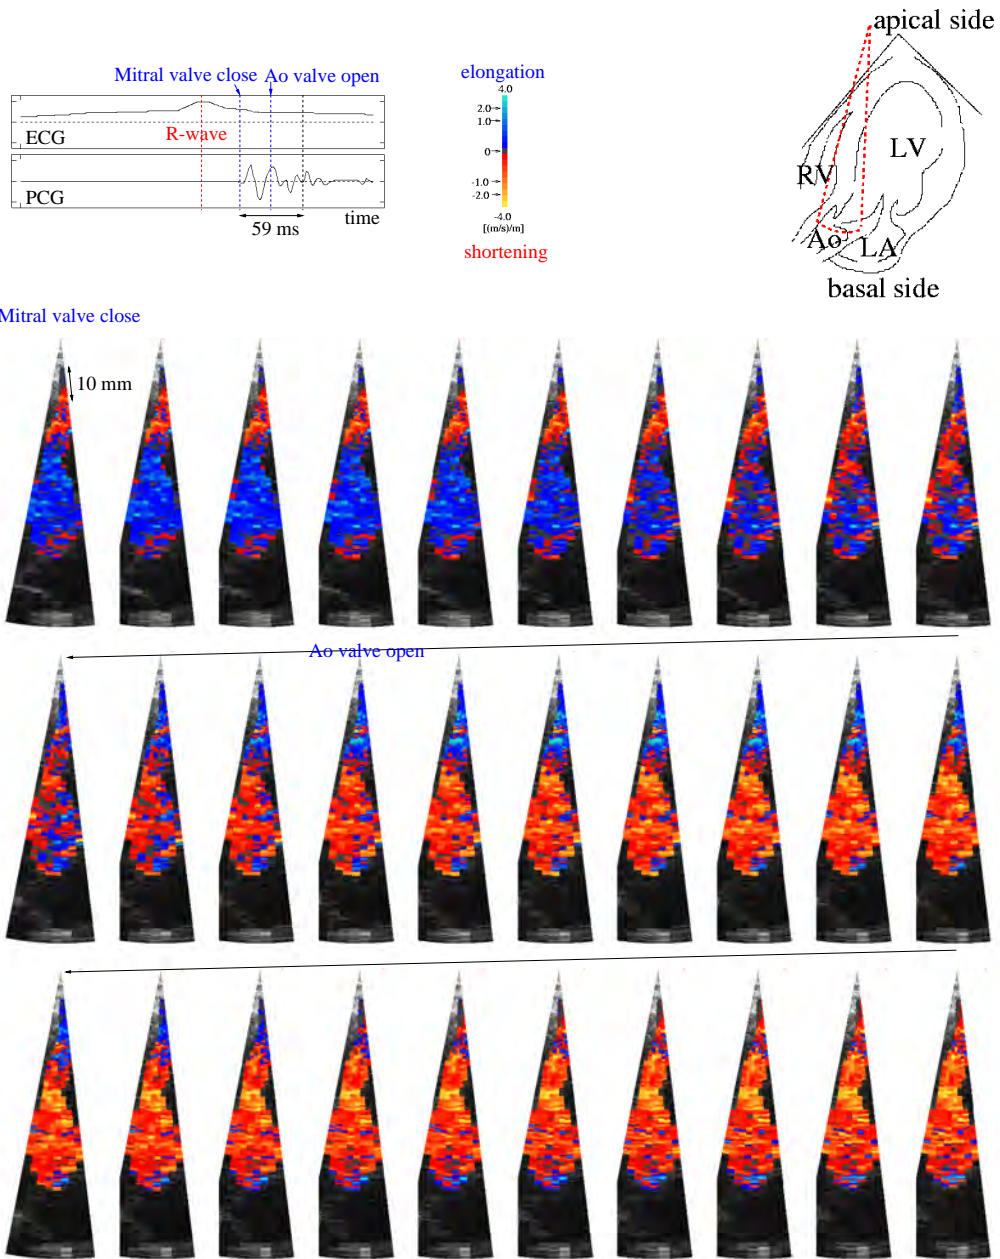 Mitral valve close
Ao valve open
R-wave
ECG
PCG
time
59 ms
elongation
4.0
2.0
1.0
0
-1.0
-2.0
-4.0
[(m/s)/m]
shortening
apical side
LV
RV
Ao
LA
basal side
Mitral valve close
10 mm
Ao valve open